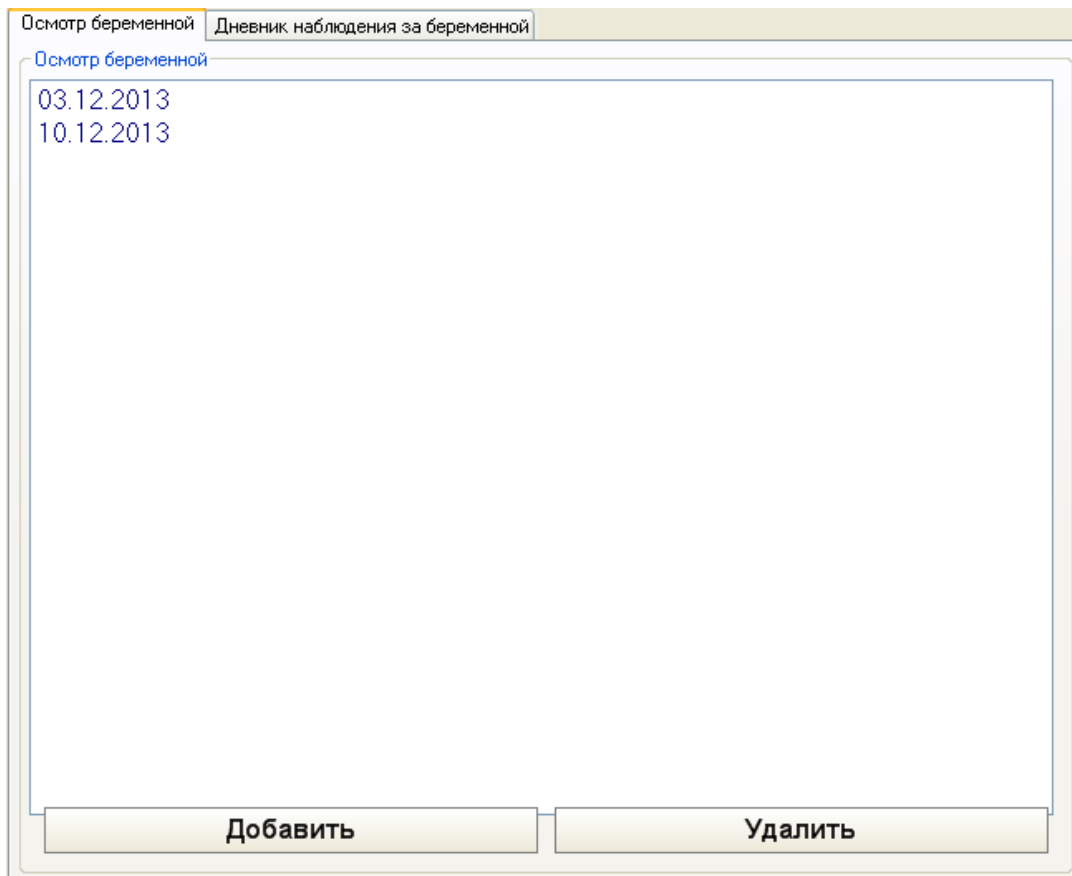 Осмотр беременной
Дневник наблюдения за беременной
Осмотр беременной
03.12.2013
10.12.2013
Добавить
Удалить